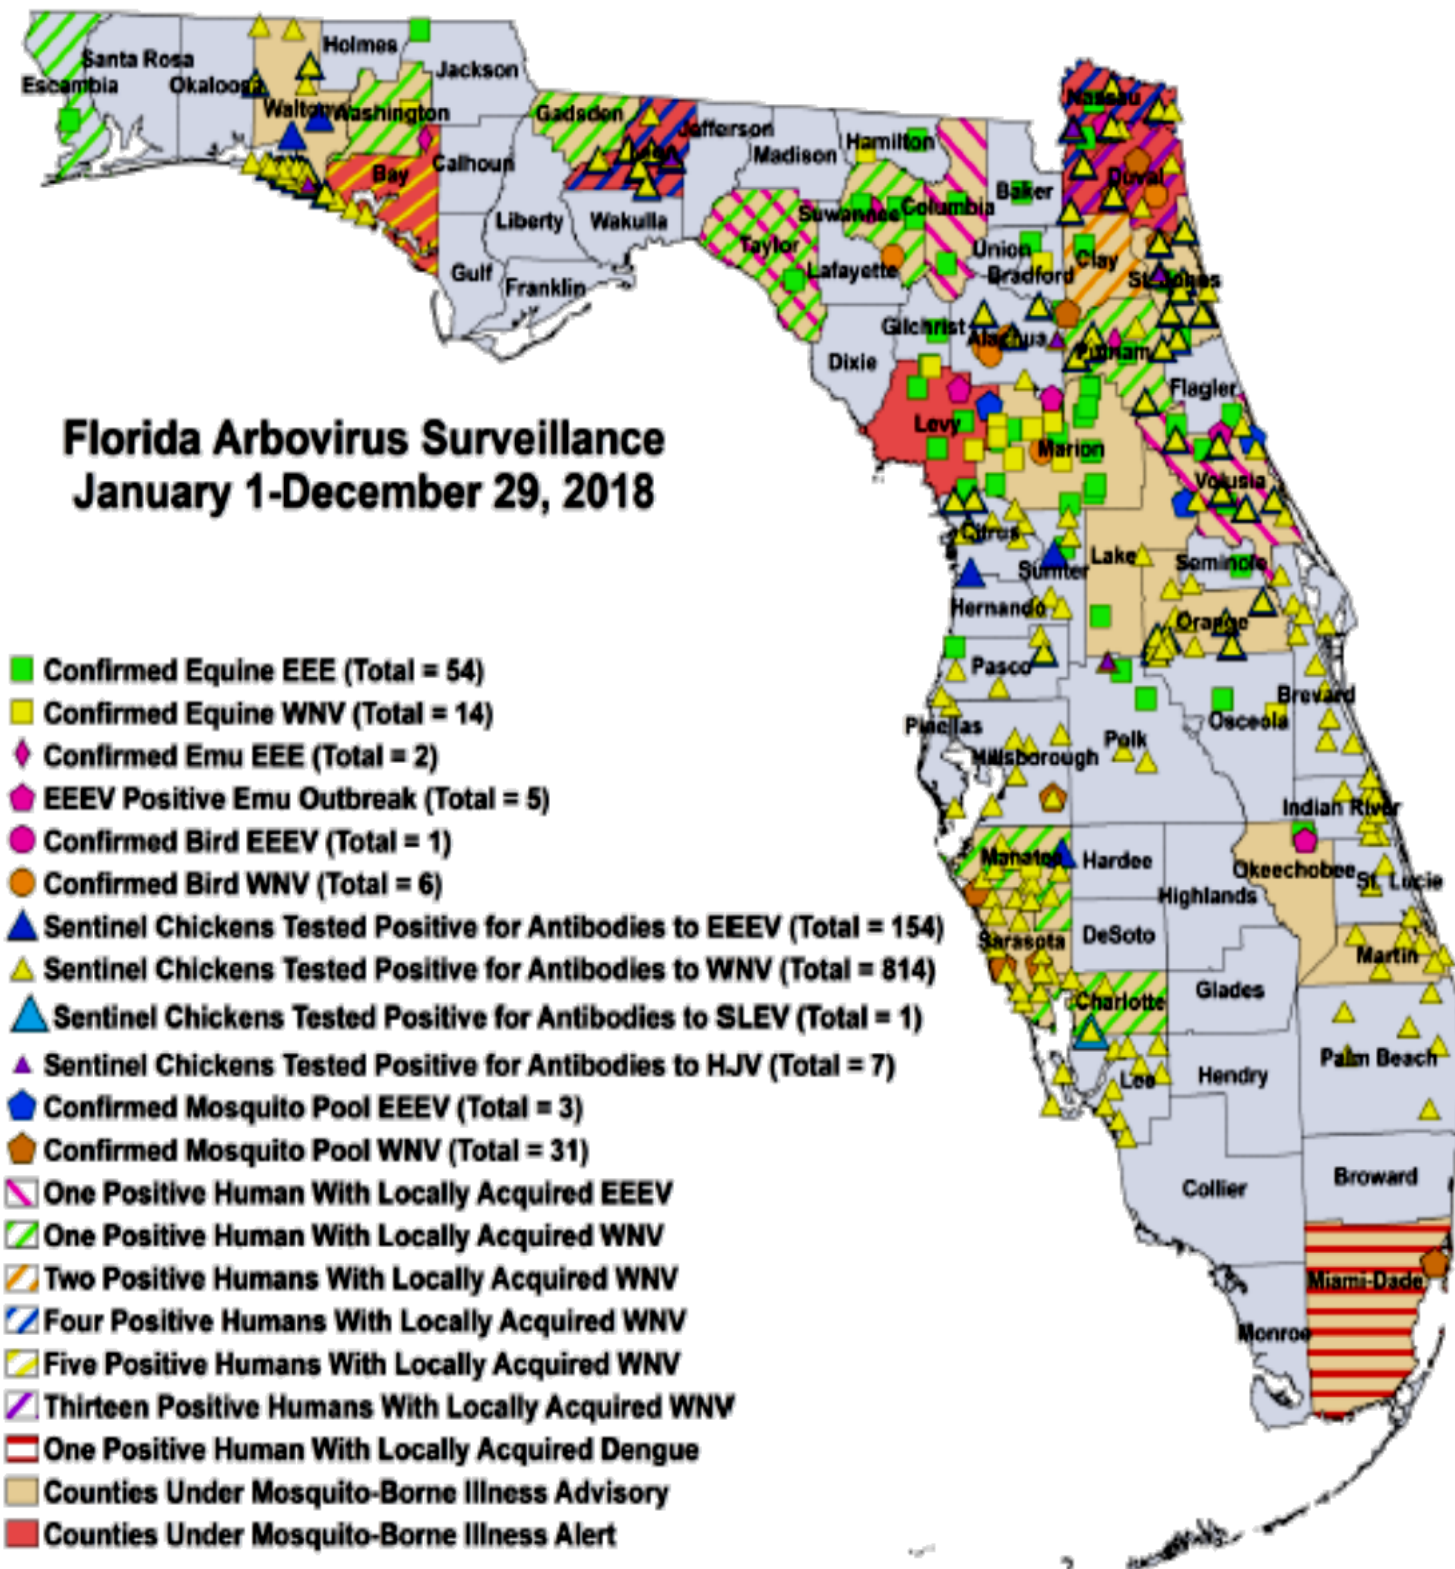 Holmes
Santa Rosa
Jackson
Escambia
Okaloosa
Walton
Washington
Gadsden
Nassau
Jefferson
Hamilton
Madison
Calhoun
Bay
Duval
Baker
Suwannee
Columbia
Liberty
Wakulla
Taylor
Union
Clay
Lafayette
Bradford
Gulf
Franklin
St. Johns
Gilchrist
Alachua
Putnam
Dixie
Flagler
Levy
Marion
Florida Arbovirus Surveillance
January 1-December 29, 2018
Volusia
Citrus
Lake
Seminole
Sumter
Hernando
Orange
Pasco
Brevard
Osceola
Pinellas
Polk
Hillsborough
Indian River
Manatee
Hardee
Okeechobee
St. Lucie
Highlands
DeSoto
Sarasota
Martin
Glades
Charlotte
Palm Beach
Hendry
Lee
Broward
Collier
Miami-Dade
Monroe
Confirmed Equine EEE (Total = 54)
Confirmed Equine WNV (Total = 14)
Confirmed Emu EEE (Total = 2)
EEEV Positive Emu Outbreak (Total = 5)
Confirmed Bird EEEV (Total = 1)
Confirmed Bird WNV (Total = 6)
Sentinel Chickens Tested Positive for Antibodies to EEEV (Total = 154)
Sentinel Chickens Tested Positive for Antibodies to WNV (Total = 814)
Sentinel Chickens Tested Positive for Antibodies to SLEV (Total = 1)
Sentinel Chickens Tested Positive for Antibodies to HJV (Total = 7)
Confirmed Mosquito Pool EEEV (Total = 3)
Confirmed Mosquito Pool WNV (Total = 31)
One Positive Human With Locally Acquired EEEV
One Positive Human With Locally Acquired WNV
Two Positive Humans With Locally Acquired WNV
Four Positive Humans With Locally Acquired WNV
Five Positive Humans With Locally Acquired WNV
Thirteen Positive Humans With Locally Acquired WNV
One Positive Human With Locally Acquired Dengue
Counties Under Mosquito-Borne Illness Advisory
Counties Under Mosquito-Borne Illness Alert